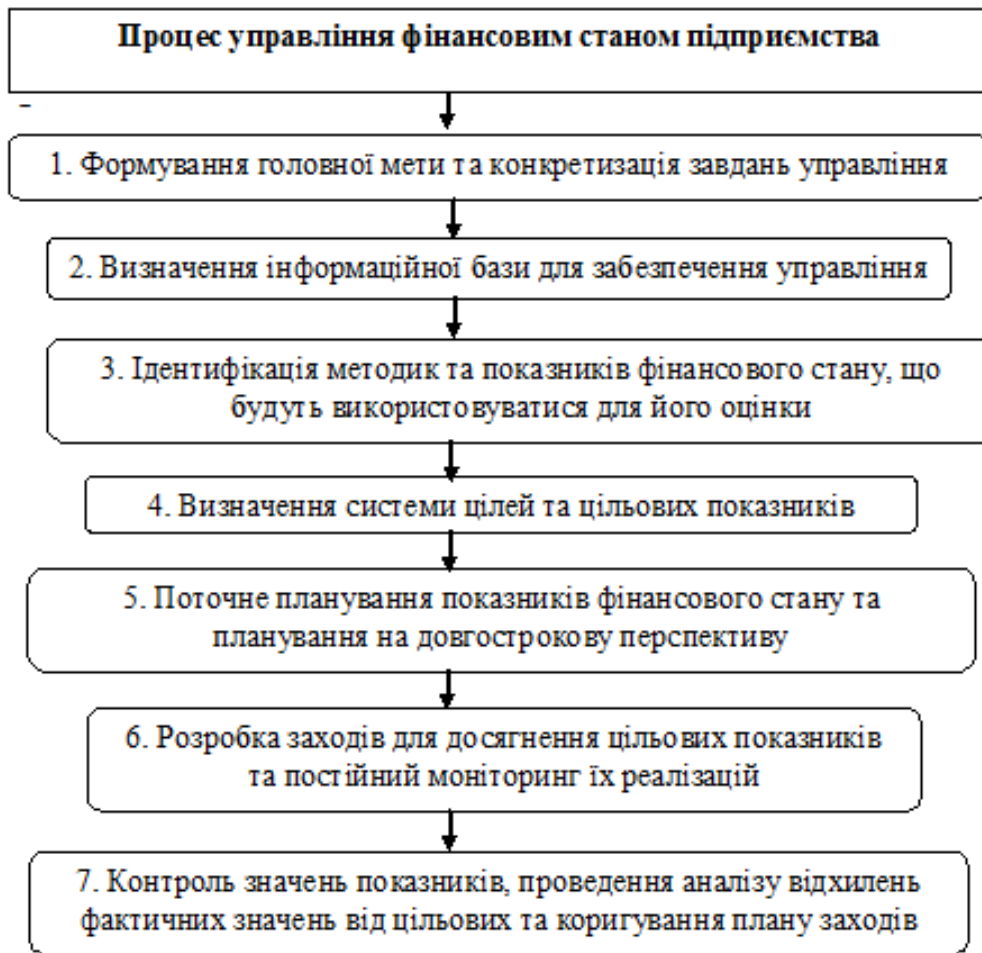 Процес управління фінансовим станом підприємства
1. Формування головної мети та конкретизація завдань управління
2. Визначення інформаційної бази для забезпечення управління
3. Ідентифікація методик та показників фінансового стану, що
будуть використовуватися для його оцінки
4. Визначення системи цілей та цільових показників
5. Поточне планування показників фінансового стану та
планування на довгострокову перспективу
6. Розробка заходів для досягнення цільових показників
та постійний моніторинг їх реалізацій
7. Контроль значень показників, проведення аналізу відхилень
фактичних значень від цільових та коригування плану заходів